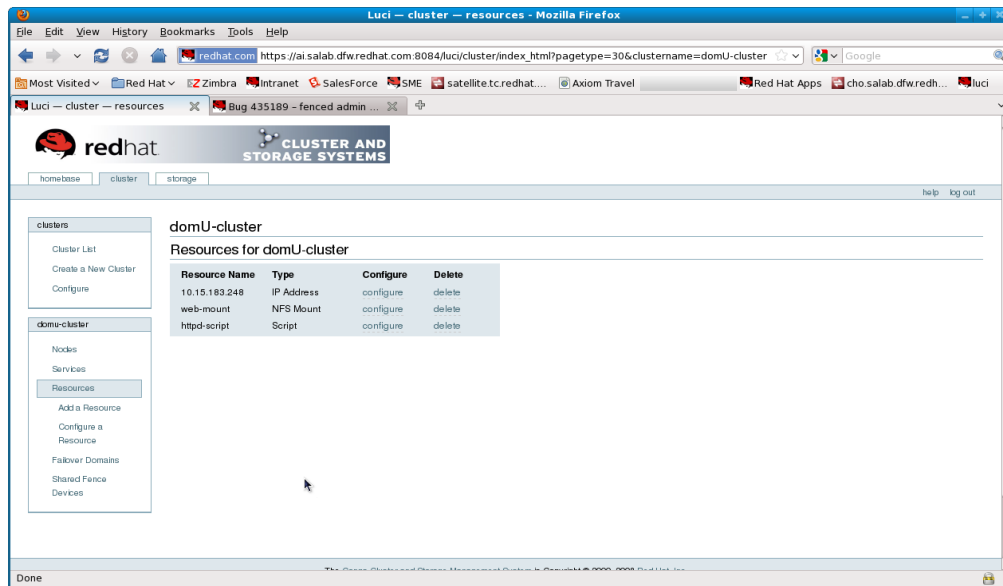 Luci — cluster — resources - Mozilla Firefox
File Edit View History Bookmarks Tools Help
redhat.com https://ai.salab.dfw.redhat.com:8084/luci/cluster/index_html?pagetype=30&clustername=domU-cluster Google
Most Visited Red Hat Zimbra Intranet SalesForce SME satellite.tc.redhat.... Axiom Travel Red Hat Apps cho.salab.dfw.redh... luci
Luci — cluster — resources Bug 435189 – fenced admin ...
redhat. CLUSTER AND
STORAGE SYSTEMS
homebase cluster storage
help log out
clusters
Cluster List
Create a New Cluster
Configure
domu-cluster
Nodes
Services
Resources
Add a Resource
Configure a
Resource
Failover Domains
Shared Fence
Devices
domU-cluster
Resources for domU-cluster
Resource Name Type Configure Delete
10.15.183.248 IP Address configure delete
web-mount NFS Mount configure delete
httpd-script Script configure delete
Done